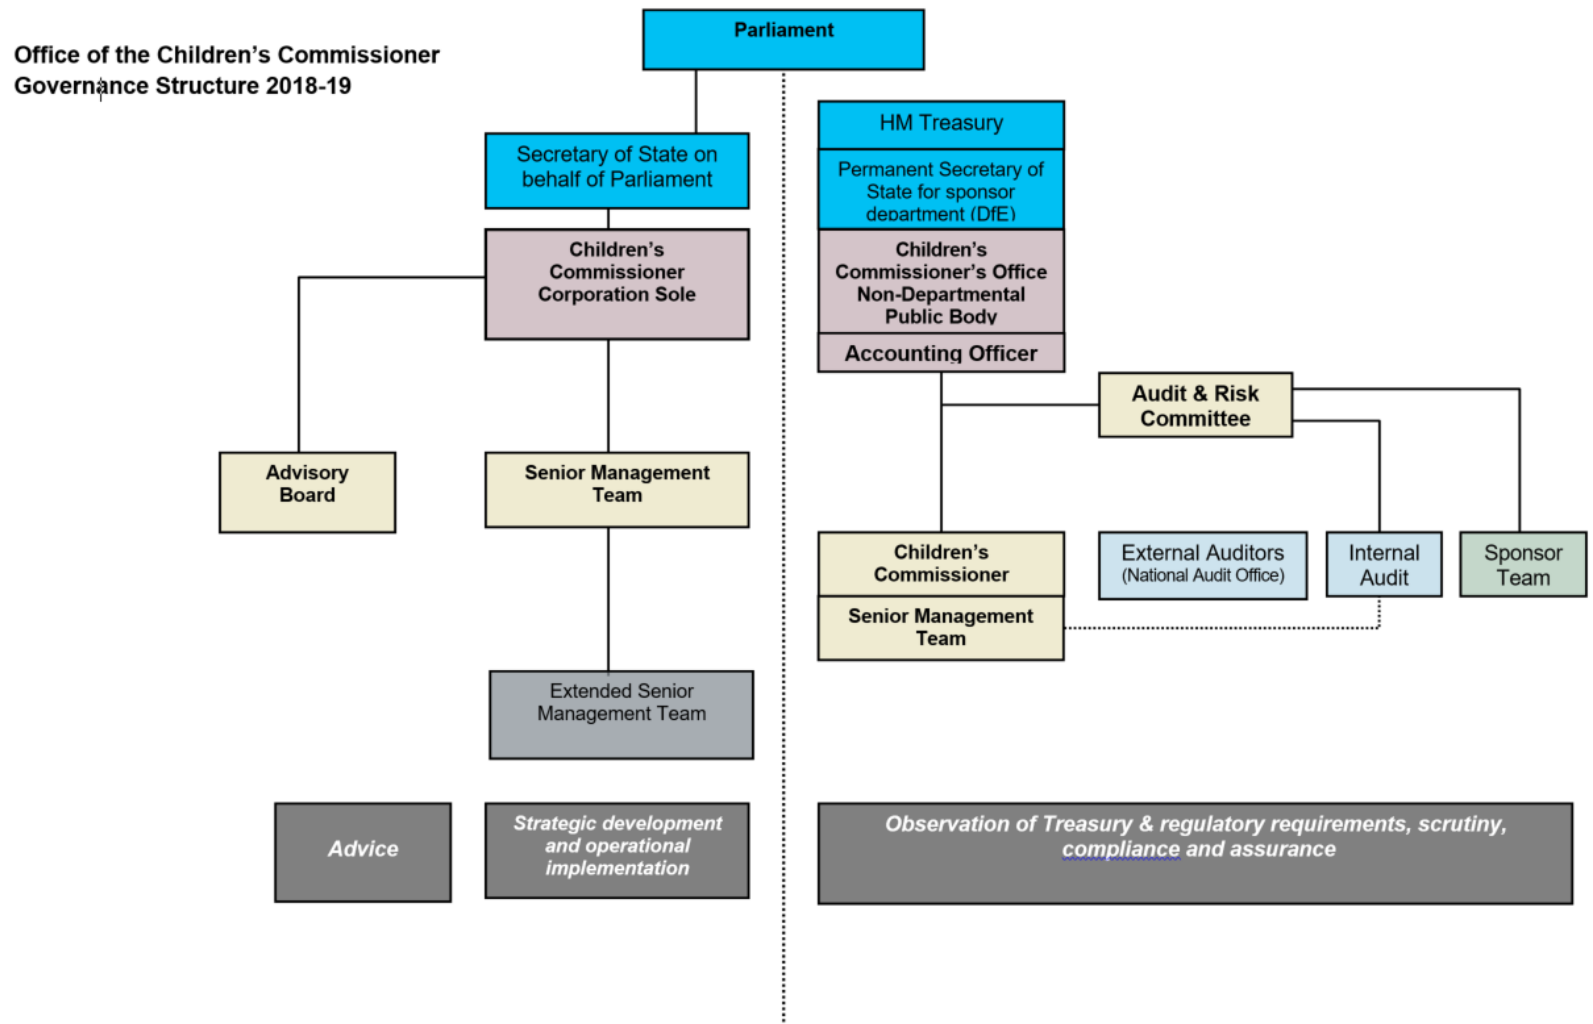 Parliament
Office of the Children’s Commissioner
Governance Structure 2018-19
HM Treasury
Secretary of State on
behalf of Parliament
Permanent Secretary of
State for sponsor
department (DfE)
Children’s
Commissioner
Corporation Sole
Children’s
Commissioner’s Office
Non-Departmental
Public Body
Accounting Officer
Audit & Risk
Committee
Advisory
Board
Senior Management
Team
Children’s
Commissioner
External Auditors
(National Audit Office)
Internal
Audit
Sponsor
Team
Senior Management
Team
Extended Senior
Management Team
Advice
Strategic development
and operational
implementation
Observation of Treasury & regulatory requirements, scrutiny,
compliance and assurance